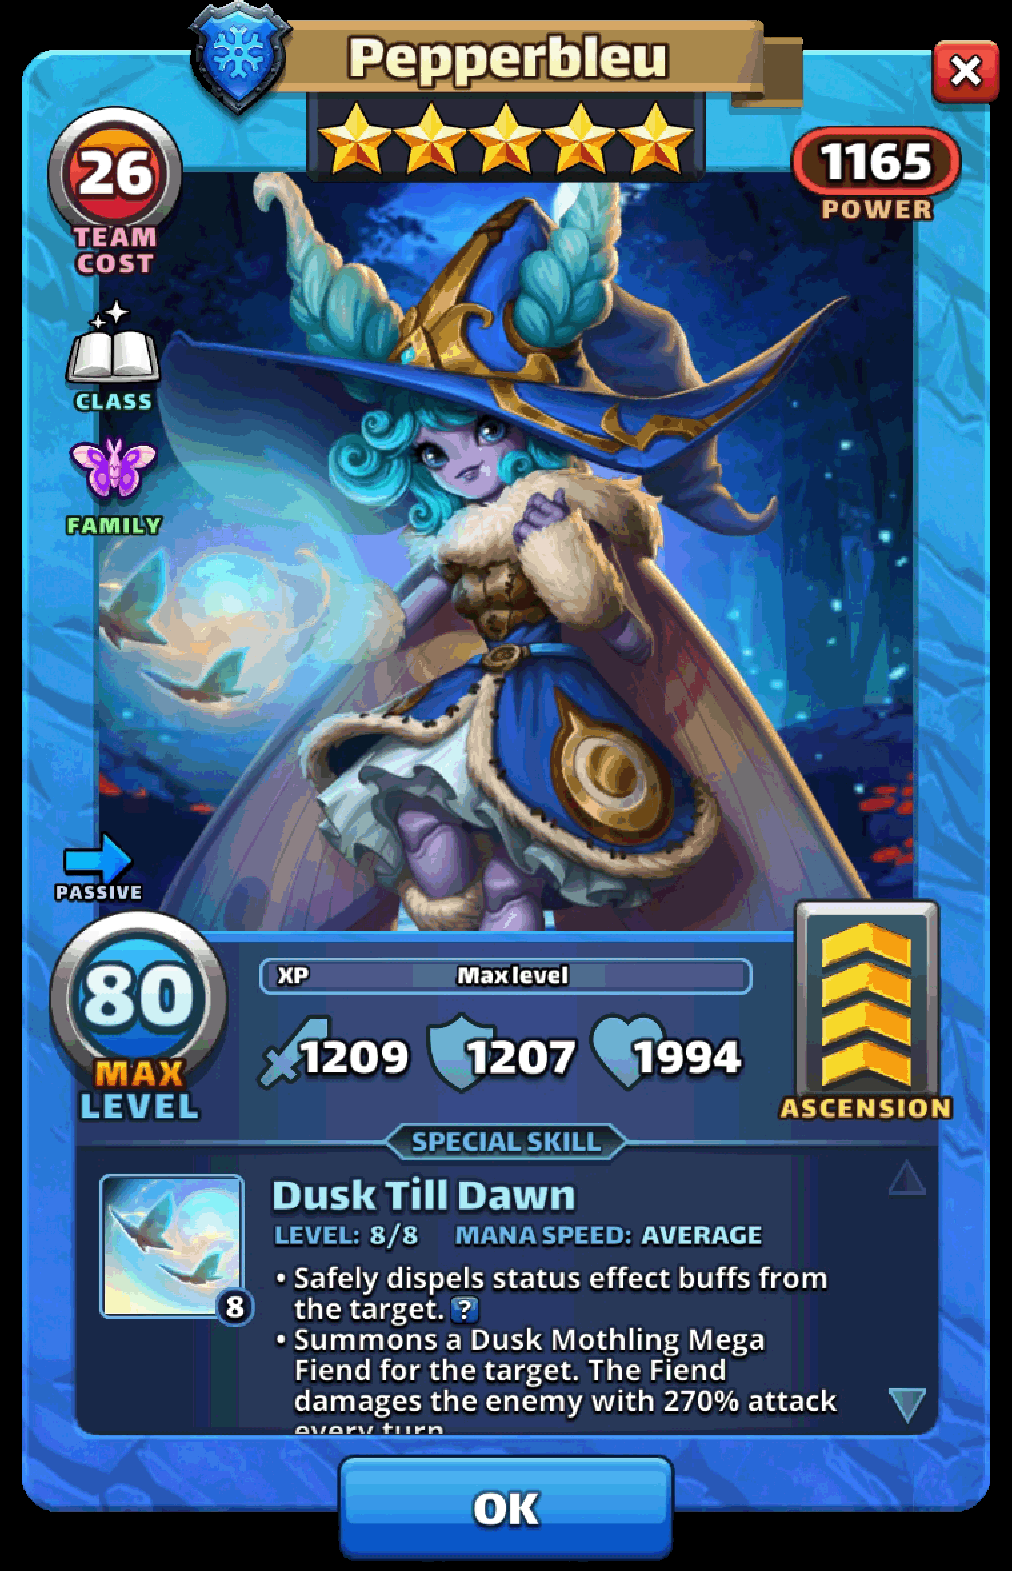 Pepperbleu
26
TEAM
COST
1165
POWER
CLASS
FAMILY
PASSIVE
80
MAX
LEVEL
XP
Max level
1209
1207
1994
ASCENSION
SPECIAL SKILL
8
Dusk Till Dawn
LEVEL: 8/8 MANA SPEED: AVERAGE
• Safely dispels status effect buffs from
the target. ?
• Summons a Dusk Mothling Mega
Fiend for the target. The Fiend
damages the enemy with 270% attack
every turn
OK